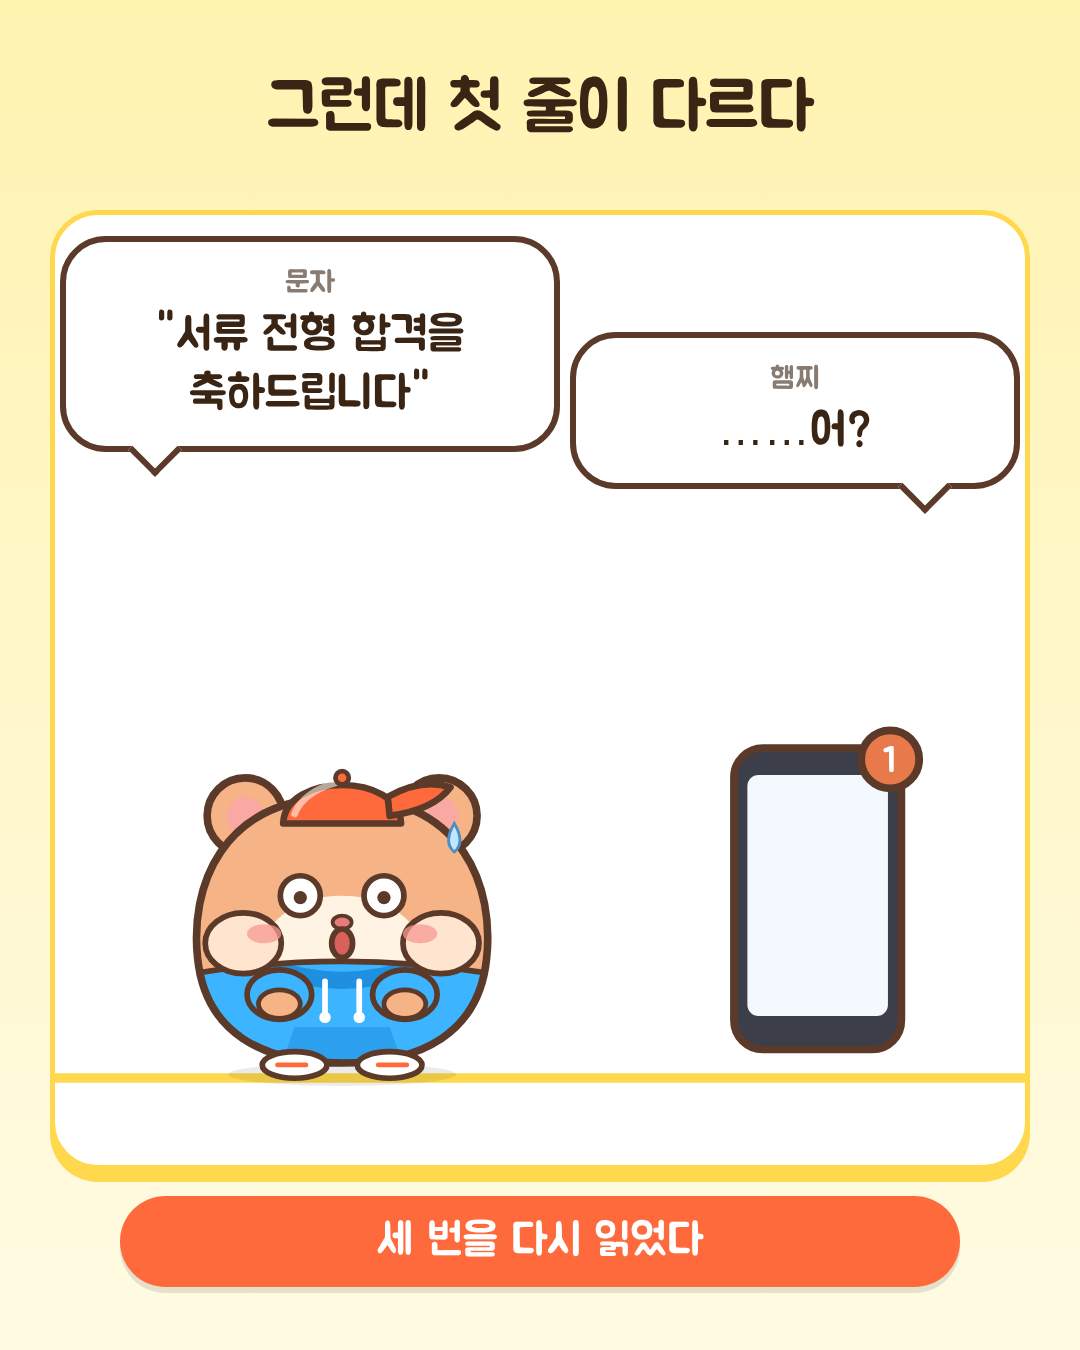 그런데 첫 줄이 다르다
문자
"서류 전형 합격을
축하드립니다"
햄찌
……어?
1
세 번을 다시 읽었다